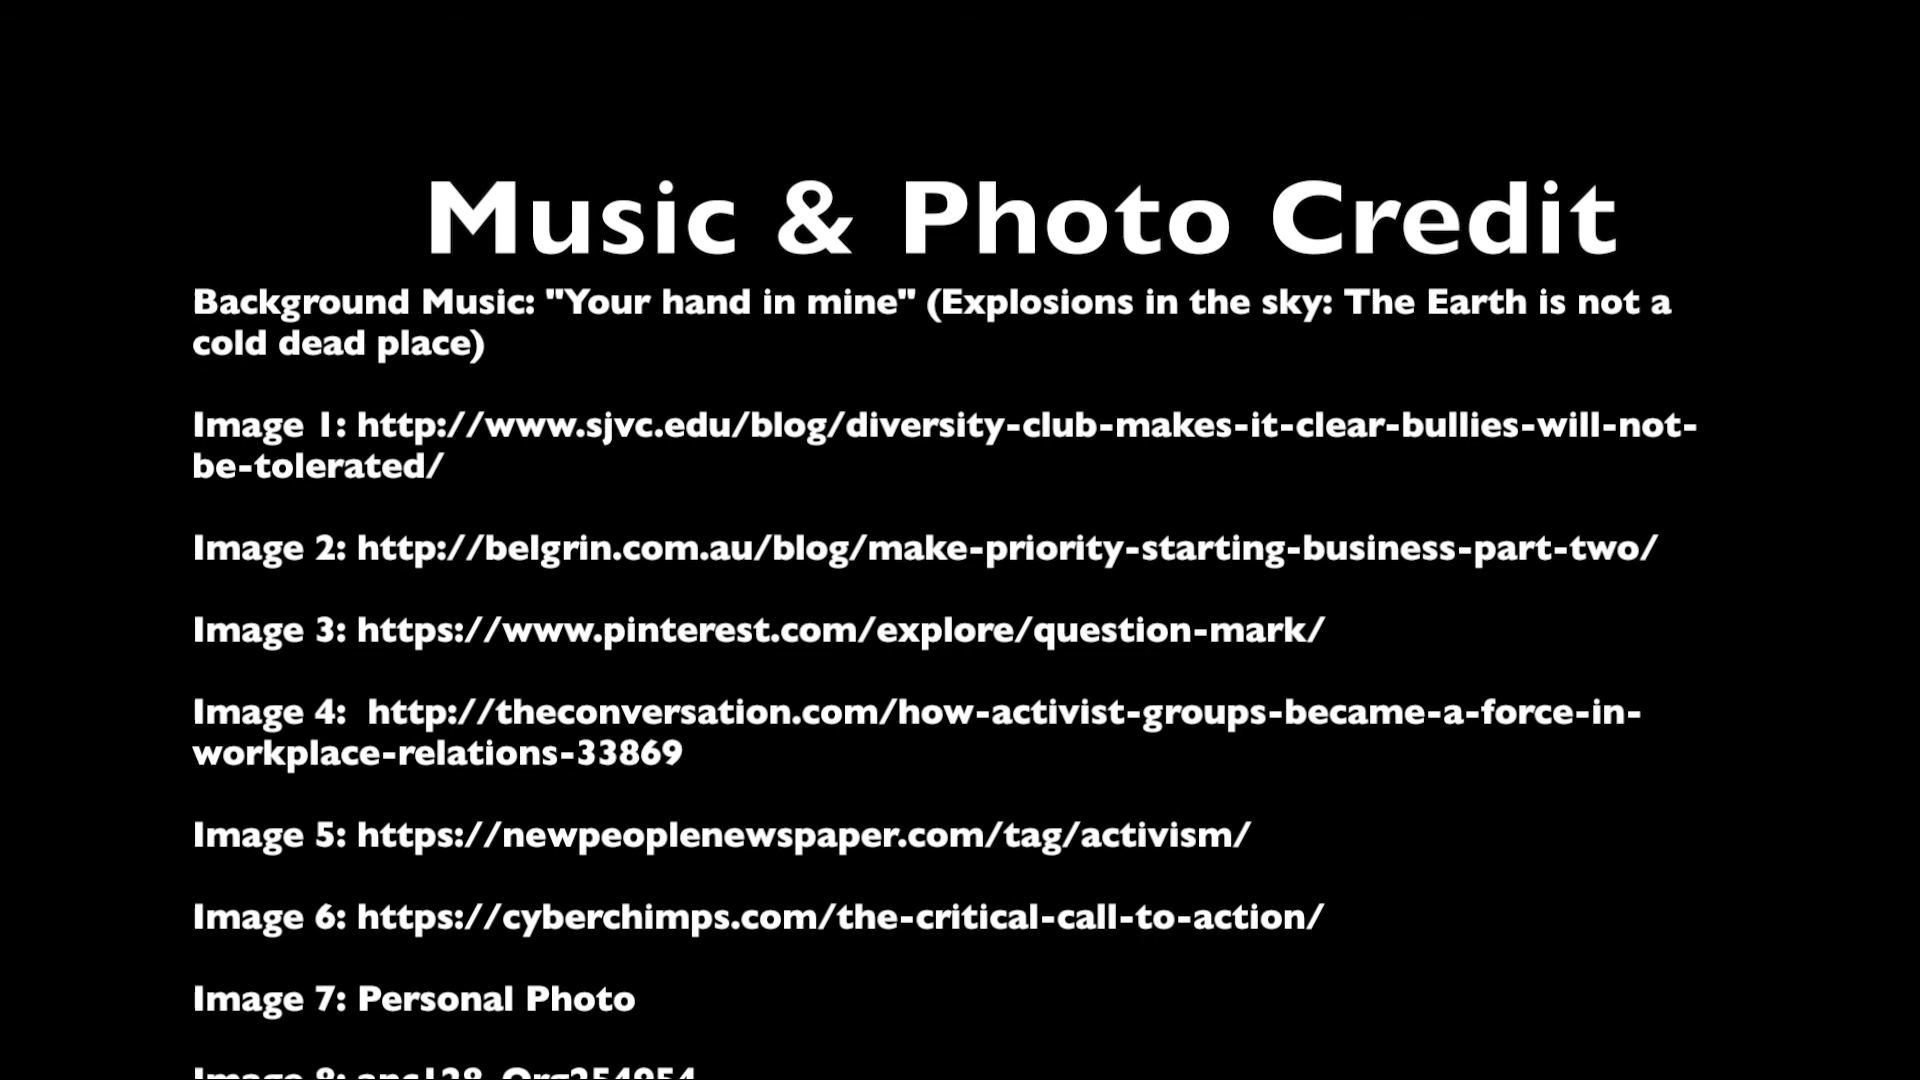 Music & Photo Credit
Background Music: "Your hand in mine" (Explosions in the sky: The Earth is not a
cold dead place)
Image 1: http://www.sjvc.edu/blog/diversity-club-makes-it-clear-bullies-will-not-
be-tolerated/
Image 2: http://belgrin.com.au/blog/make-priority-starting-business-part-two/
Image 3: https://www.pinterest.com/explore/question-mark/
Image 4:  http://theconversation.com/how-activist-groups-became-a-force-in-
workplace-relations-33869
Image 5: https://newpeoplenewspaper.com/tag/activism/
Image 6: https://cyberchimps.com/the-critical-call-to-action/
Image 7: Personal Photo
Image